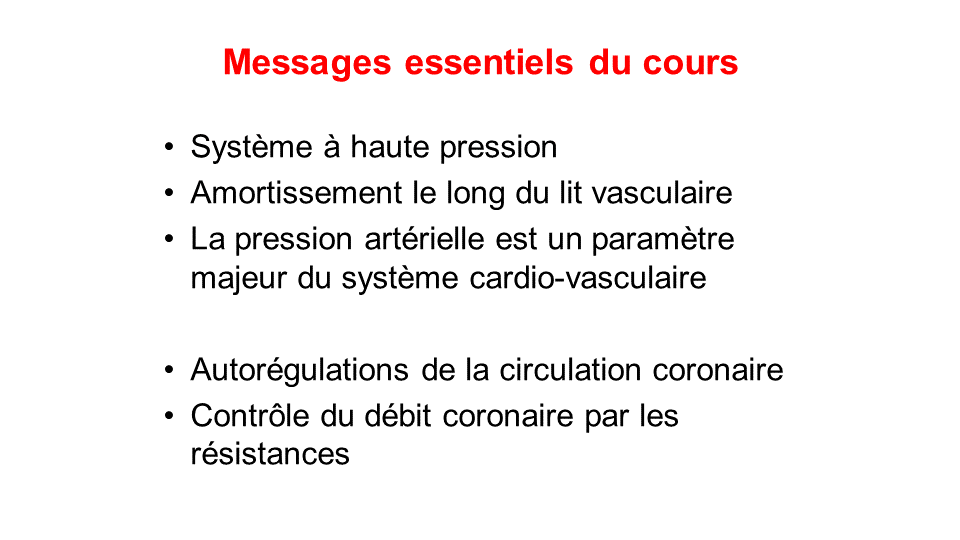 Messages essentiels du cours
• Système à haute pression
• Amortissement le long du lit vasculaire
• La pression artérielle est un paramètre
majeur du système cardio-vasculaire
• Autorégulations de la circulation coronaire
• Contrôle du débit coronaire par les
résistances